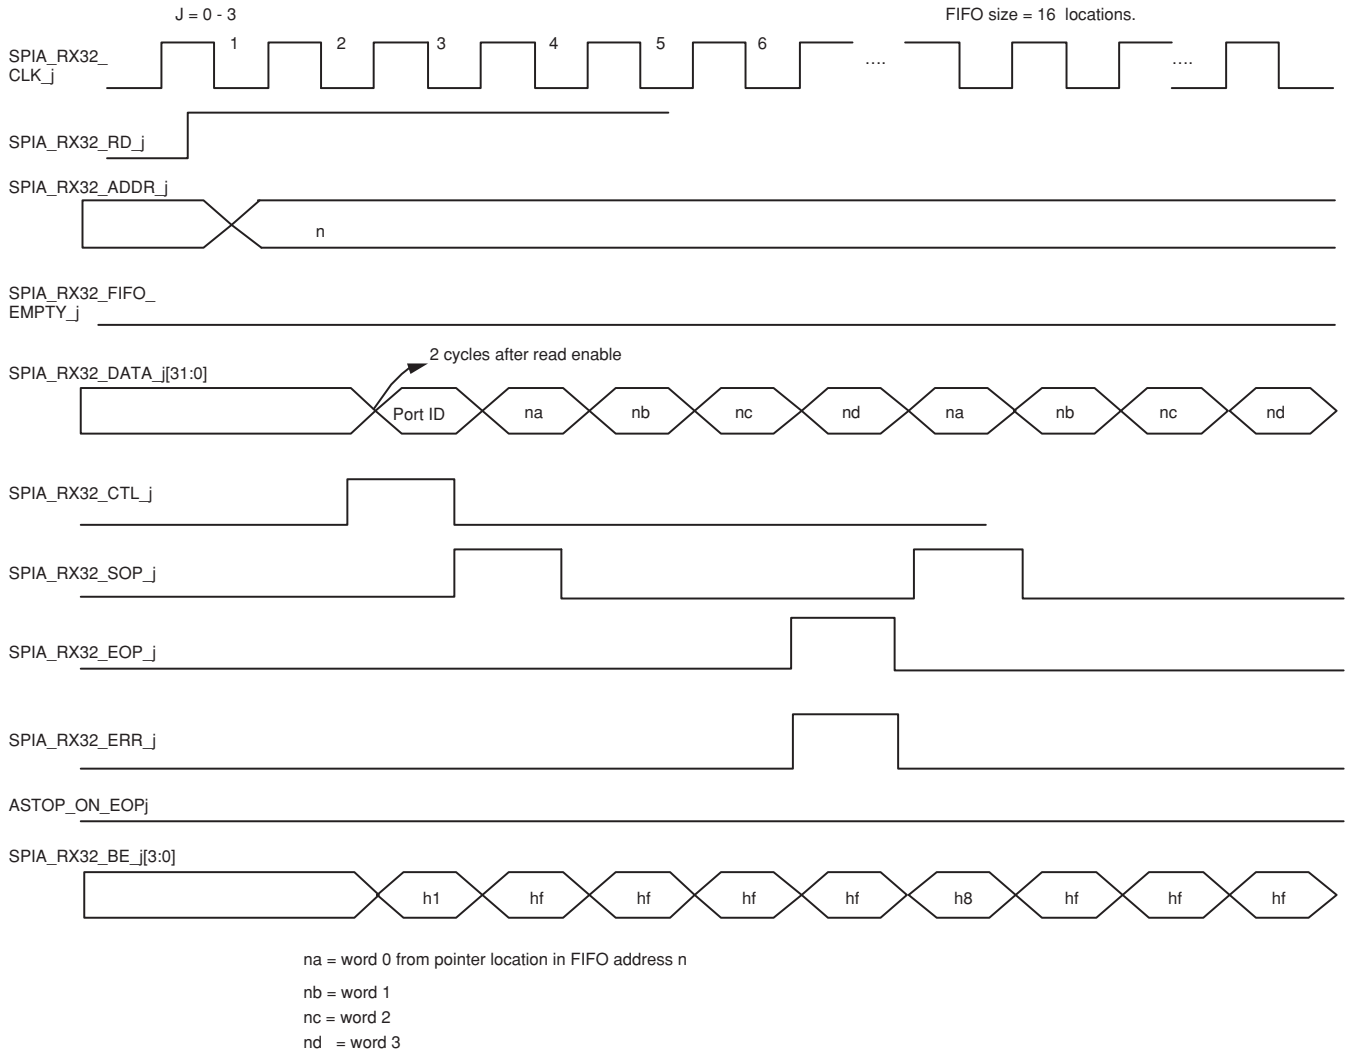 J = 0 - 3
FIFO size = 16 locations.
1 2 3 4 5 6
SPIA_RX32_
CLK_j
.... ....
SPIA_RX32_RD_j
SPIA_RX32_ADDR_j
n
SPIA_RX32_FIFO_
EMPTY_j
2 cycles after read enable
SPIA_RX32_DATA_j[31:0]
Port ID na nb nc nd na nb nc nd
SPIA_RX32_CTL_j
SPIA_RX32_SOP_j
SPIA_RX32_EOP_j
SPIA_RX32_ERR_j
ASTOP_ON_EOPj
SPIA_RX32_BE_j[3:0]
h1 hf hf hf hf h8 hf hf hf
na = word 0 from pointer location in FIFO address n
nb = word 1
nc = word 2
nd = word 3